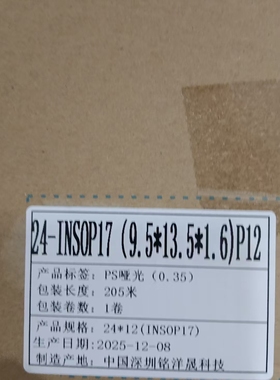 24-INSOP17 (9.5*13.5*1.6)P12
产品标签: PS哑光 (0.35)
包装长度: 205米
包装卷数: 1卷
产品规格: 24*12(INSOP17)
生产日期:2025-12-08
制造产地: 中国深圳铭洋晟科技